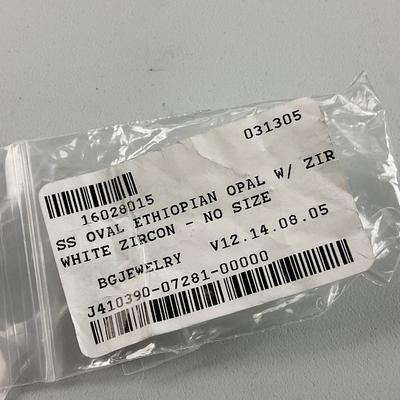 031305
16028015
SS OVAL ETHIOPIAN OPAL W/ ZIR
WHITE ZIRCON - NO SIZE
BGJEWELRY V12.14.08.05
J410390-07281-00000